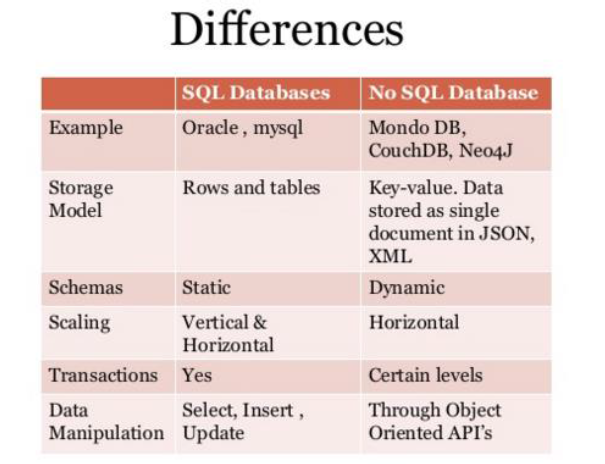 Differences
SQL Databases No SQL Database
Example Oracle , mysql Mondo DB,
CouchDB, Neo4J
Storage Rows and tables Key-value. Data
Model stored as single
document in JSON,
XML
Schemas Static Dynamic
Scaling Vertical & Horizontal
Horizontal
Transactions Yes Certain levels
Data Select, Insert , Through Object
Manipulation Update Oriented API's